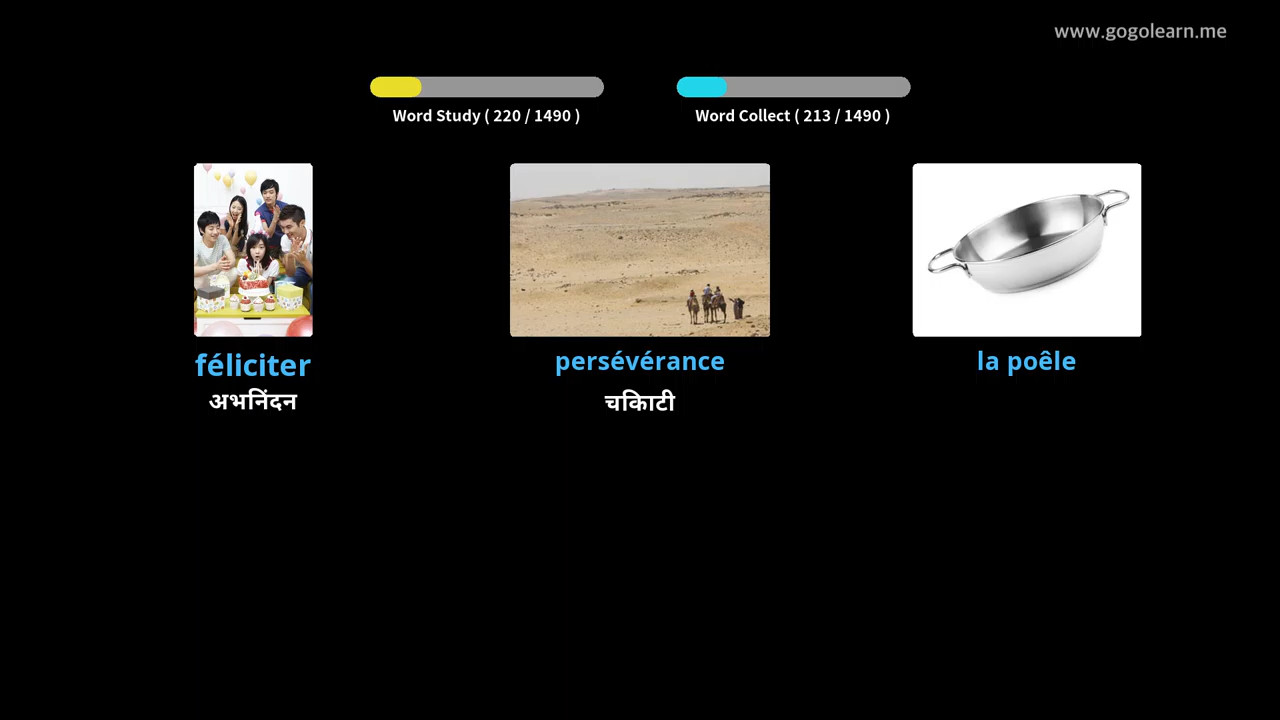 www.gogolearn.me
Word Study ( 220 / 1490 )
Word Collect ( 213 / 1490 )
féliciter
persévérance
la poêle
अभिनंदन
चिकाटी